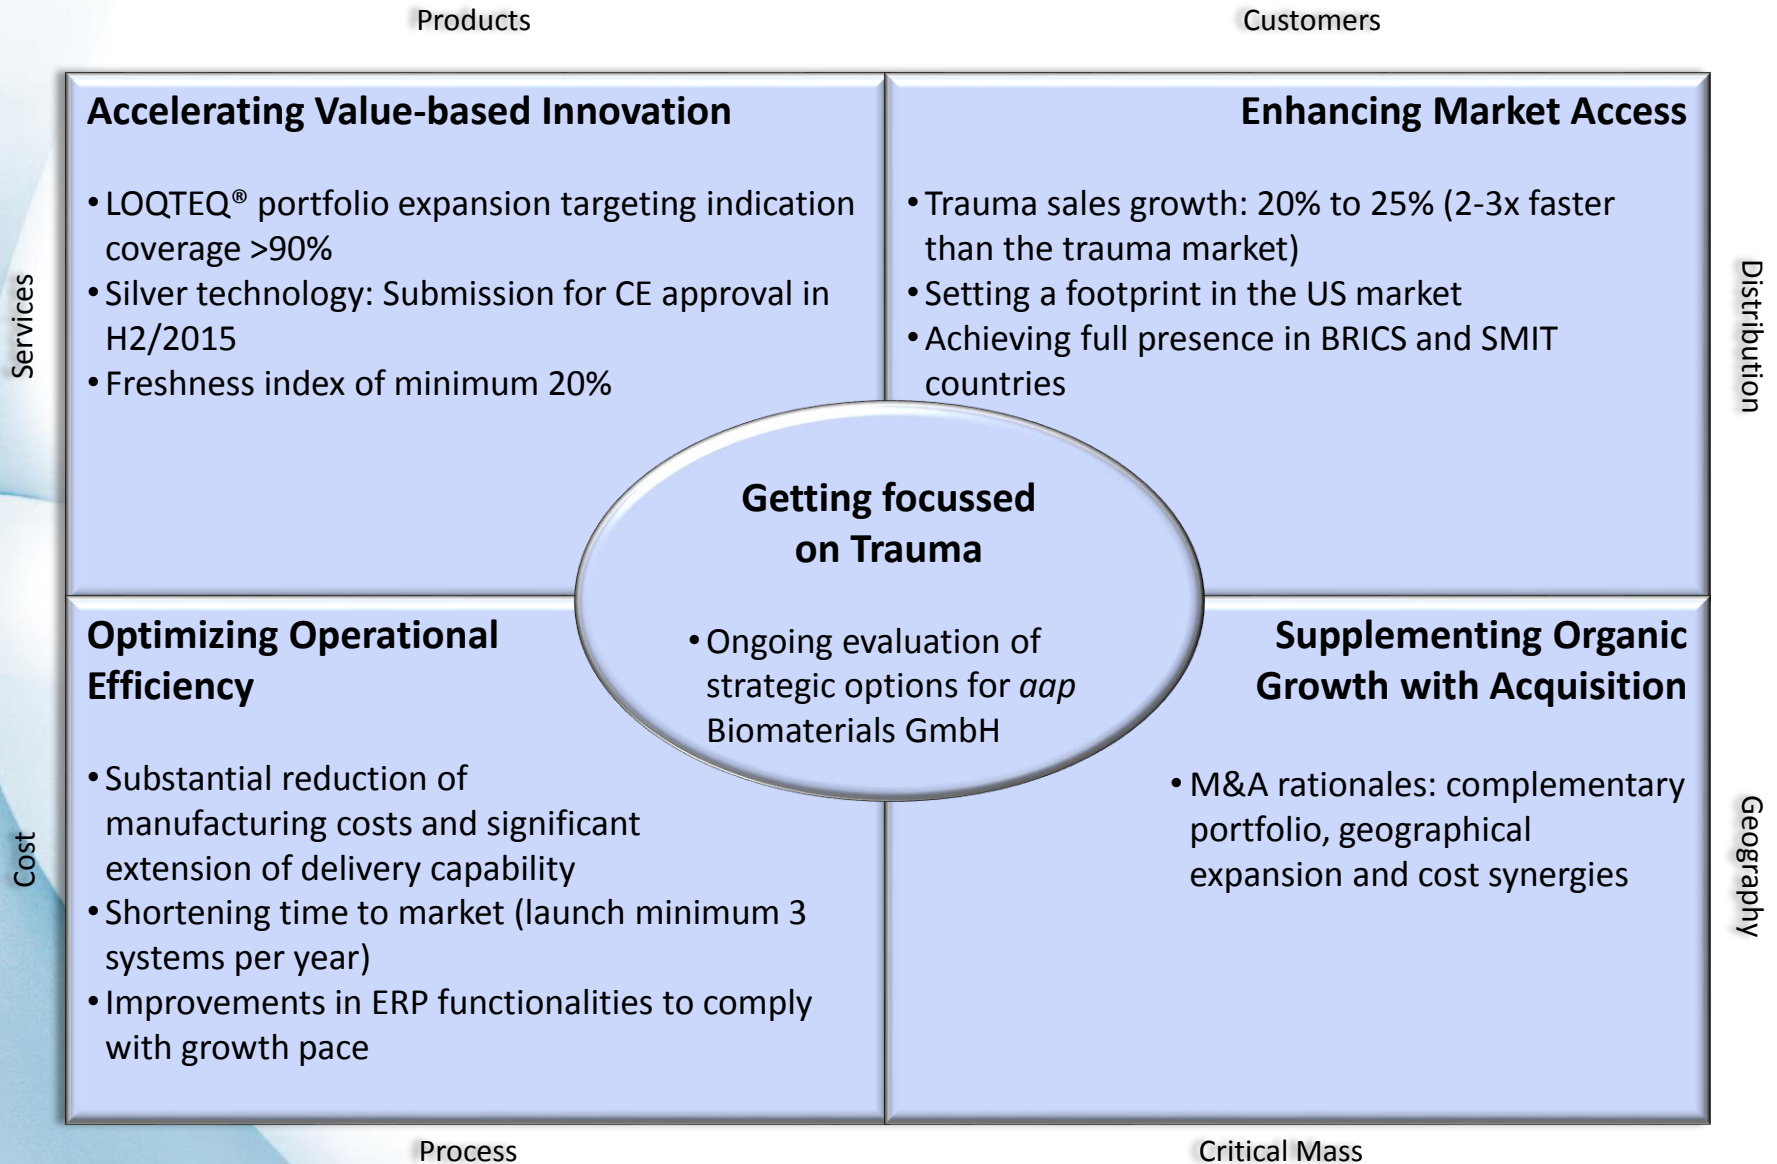 Products
Customers
Services
Accelerating Value-based Innovation
• LOQTEQ® portfolio expansion targeting indication
coverage >90%
• Silver technology: Submission for CE approval in
H2/2015
• Freshness index of minimum 20%
Enhancing Market Access
• Trauma sales growth: 20% to 25% (2-3x faster
than the trauma market)
• Setting a footprint in the US market
• Achieving full presence in BRICS and SMIT
countries
Distribution
Getting focussed
on Trauma
• Ongoing evaluation of
strategic options for aap
Biomaterials GmbH
Cost
Optimizing Operational
Efficiency
• Substantial reduction of
manufacturing costs and significant
extension of delivery capability
• Shortening time to market (launch minimum 3
systems per year)
• Improvements in ERP functionalities to comply
with growth pace
Supplementing Organic
Growth with Acquisition
• M&A rationales: complementary
portfolio, geographical
expansion and cost synergies
Geography
Process
Critical Mass